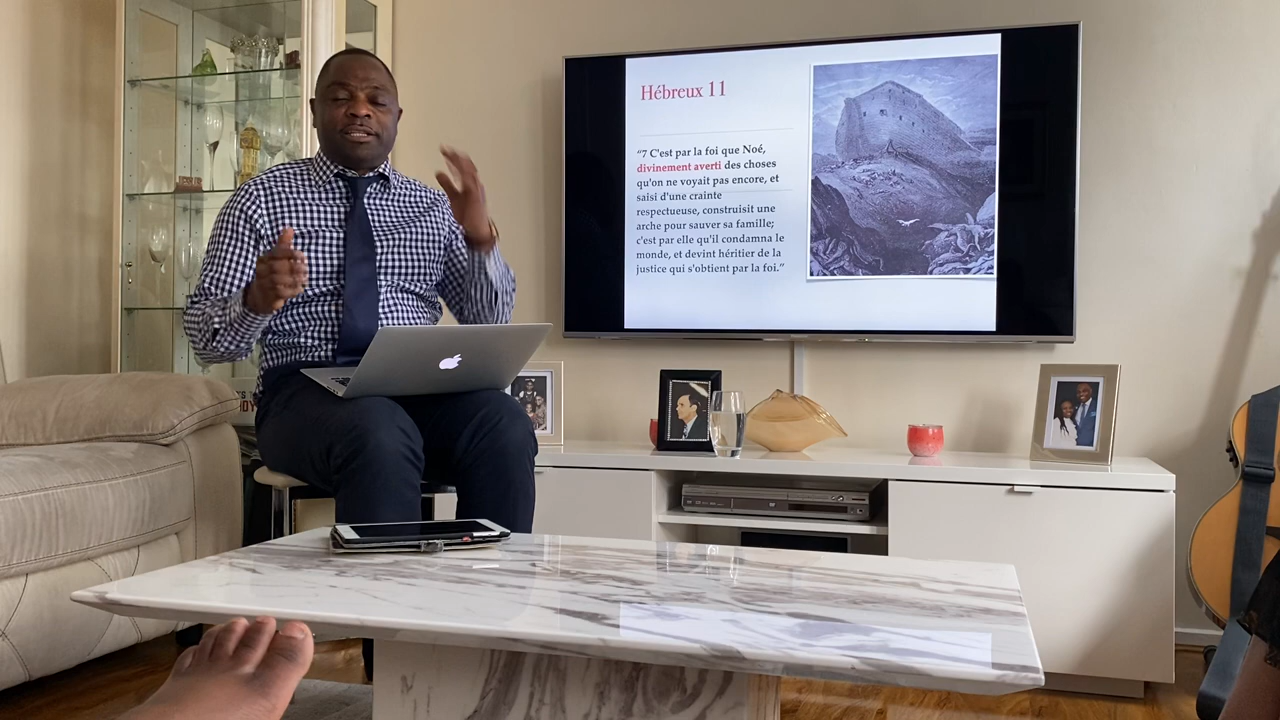 Hébreux 11
“7 C'est par la foi que Noé,
divinement averti des choses
qu'on ne voyait pas encore, et
saisi d'une crainte
respectueuse, construisit une
arche pour sauver sa famille;
c'est par elle qu'il condamna le
monde, et devint héritier de la
justice qui s'obtient par la foi.”